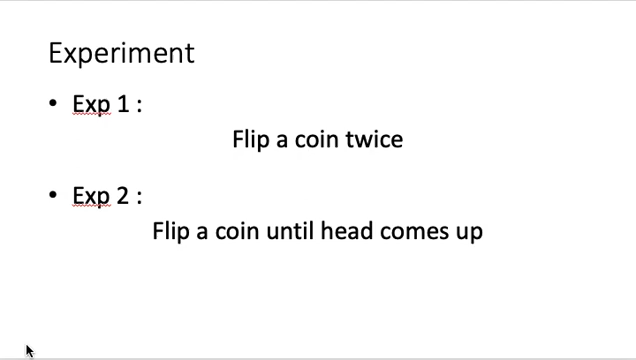 Experiment
• Exp 1 :
Flip a coin twice
• Exp 2 :
Flip a coin until head comes up